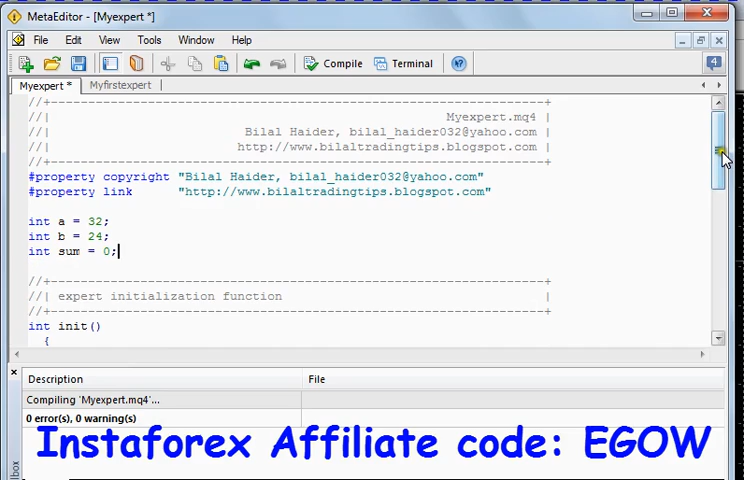 MetaEditor - [Myexpert *]
File Edit View Tools Window Help
Compile Terminal 4
Myexpert * Myfirstexpert
//+------------------------------------------------------------------+
//| Myexpert.mq4 |
//| Bilal Haider, bilal_haider032@yahoo.com |
//| http://www.bilaltradingtips.blogspot.com |
//+------------------------------------------------------------------+
#property copyright "Bilal Haider, bilal_haider032@yahoo.com"
#property link "http://www.bilaltradingtips.blogspot.com"
int a = 32;
int b = 24;
int sum = 0;
//+------------------------------------------------------------------+
//| expert initialization function |
//+------------------------------------------------------------------+
int init()
{
Description File
Compiling 'Myexpert.mq4'...
0 error(s), 0 warning(s)
Instaforex Affiliate code: EGOW
lbox